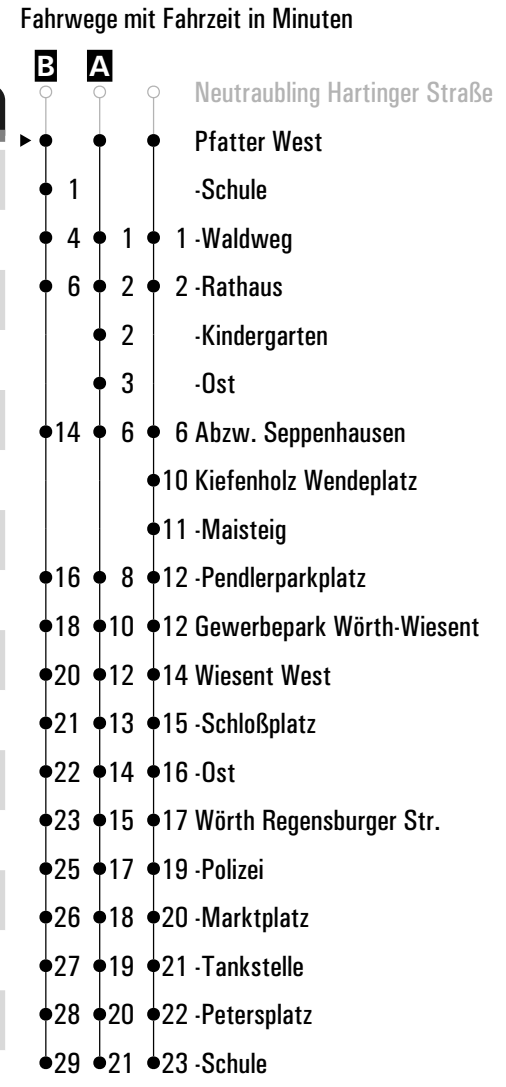 Fahrwege mit Fahrzeit in Minuten
B A
Neutraubling Hartinger Straße
Pfatter West
1 -Schule
4 1 1 -Waldweg
6 2 2 -Rathaus
2 -Kindergarten
3 -Ost
14 6 6 Abzw. Seppenhausen
10 Kiefenholz Wendeplatz
11 -Maisteig
16 8 12 -Pendlerparkplatz
18 10 12 Gewerbepark Wörth-Wiesent
20 12 14 Wiesent West
21 13 15 -Schloßplatz
22 14 16 -Ost
23 15 17 Wörth Regensburger Str.
25 17 19 -Polizei
26 18 20 -Marktplatz
27 19 21 -Tankstelle
28 20 22 -Petersplatz
29 21 23 -Schule